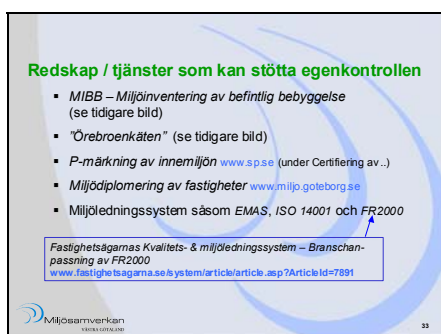 Redskap / tjänster som kan stötta egenkontrollen
▪ MIBB – Miljöinventering av befintlig bebyggelse
(se tidigare bild)
▪ "Örebroenkäten" (se tidigare bild)
▪ P-märkning av innemiljön www.sp.se (under Certifiering av..)
▪ Miljödiplomering av fastigheter www.miljo.goteborg.se
▪ Miljöledningssystem såsom EMAS, ISO 14001 och FR2000
Fastighetsägarnas Kvalitets- & miljöledningssystem – Branschan-
passning av FR2000
www.fastighetsagarna.se/system/article/article.asp?ArticleId=7891
Miljösamverkan
VÄSTRA GÖTALAND
33